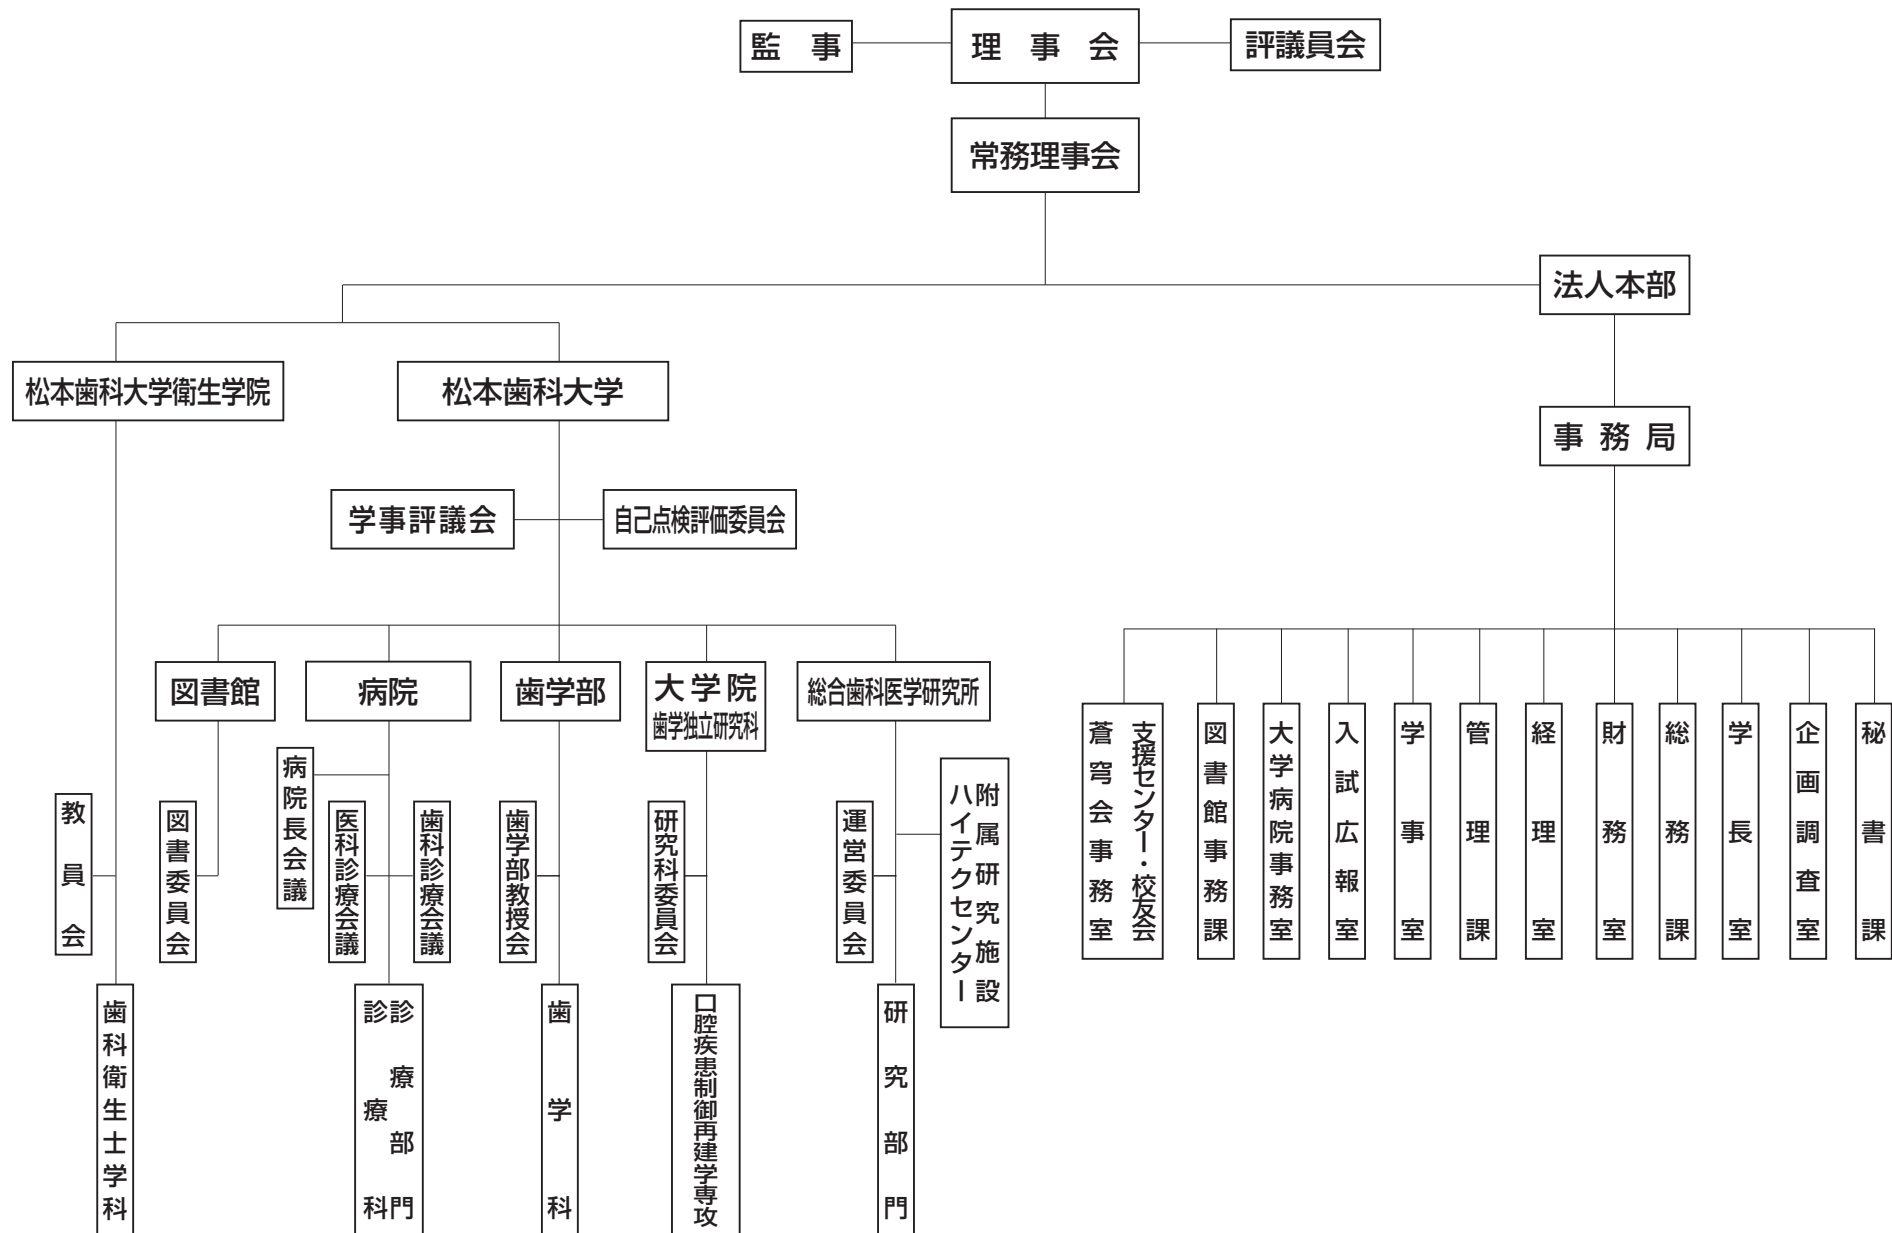 監事
理事会
評議員会
常務理事会
法人本部
松本歯科大学衛生学院
松本歯科大学
事務局
学事評議会
自己点検評価委員会
図書館
病院
歯学部
大学院
歯学独立研究科
総合歯科医学研究所
教員会
図書委員会
病院長会議
医科診療会議
歯科診療会議
歯学部教授会
研究科委員会
運営委員会
附属研究施設
ハイテクセンター
歯科衛生士学科
診療部門
診療科
歯学科
口腔疾患制御再建学専攻
研究部門
支援センター・校友会
蒼穹会事務室
図書館事務課
大学病院事務室
入試広報室
学事室
管理課
経理室
財務室
総務課
学長室
企画調査室
秘書課